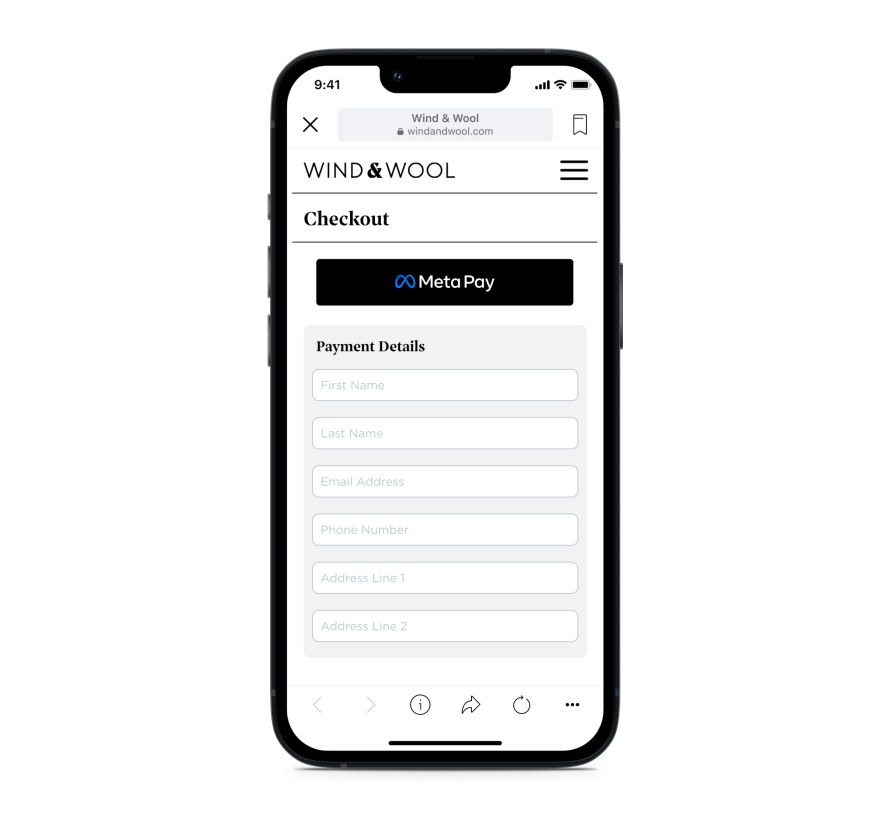 9:41
Wind & Wool
windandwool.com
WIND&WOOL
Checkout
Meta Pay
Payment Details
First Name
Last Name
Email Address
Phone Number
Address Line 1
Address Line 2